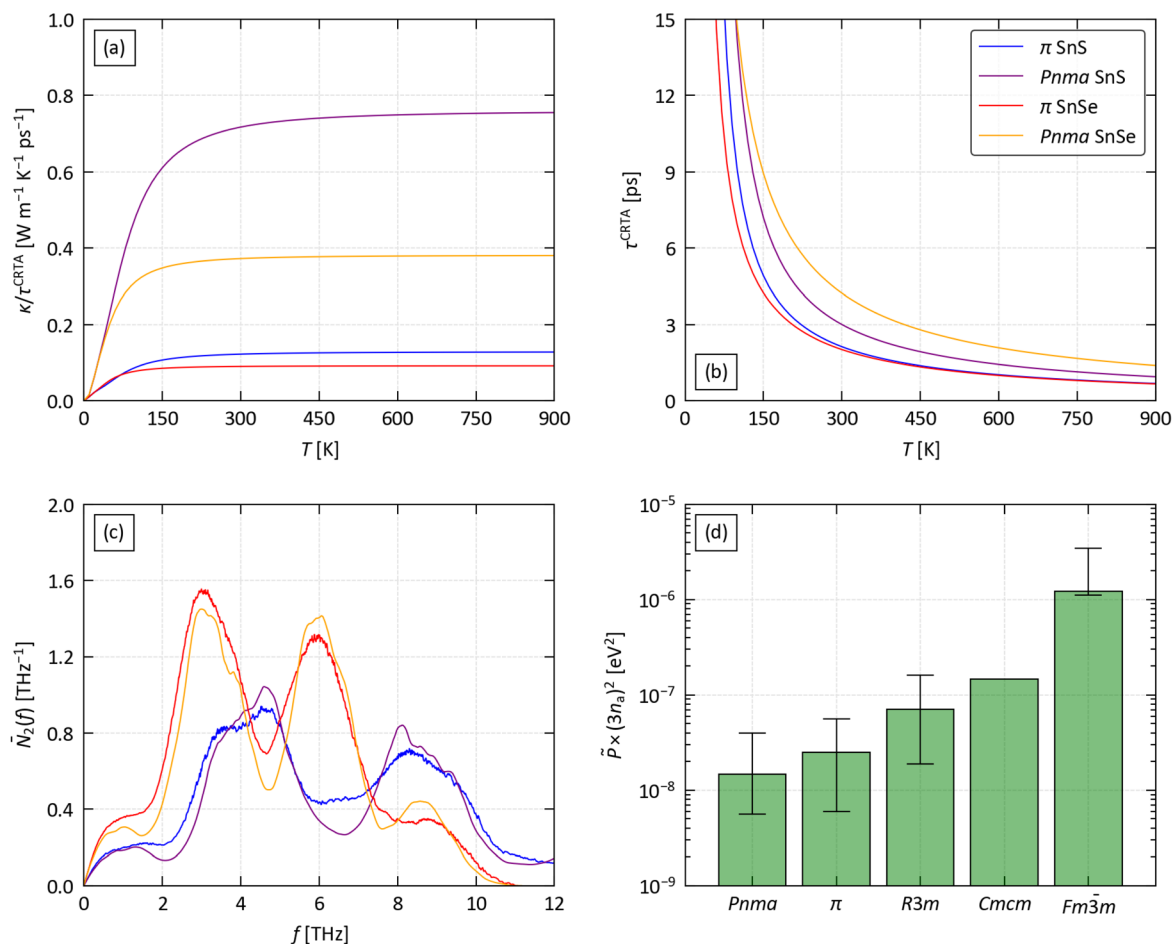 (a)
κ/τ^CRTA [W m⁻¹ K⁻¹ ps⁻¹]
1.0
0.8
0.6
0.4
0.2
0.0
0 150 300 450 600 750 900
T [K]
(b)
π SnS
Pnma SnS
π SnSe
Pnma SnSe
τ^CRTA [ps]
15
12
9
6
3
0
0 150 300 450 600 750 900
T [K]
(c)
N̄₂(f) [THz⁻¹]
2.0
1.6
1.2
0.8
0.4
0.0
0 2 4 6 8 10 12
f [THz]
(d)
P̃ × (3nₐ)² [eV²]
10⁻⁵
10⁻⁶
10⁻⁷
10⁻⁸
10⁻⁹
Pnma π R3m Cmcm Fm3̄m